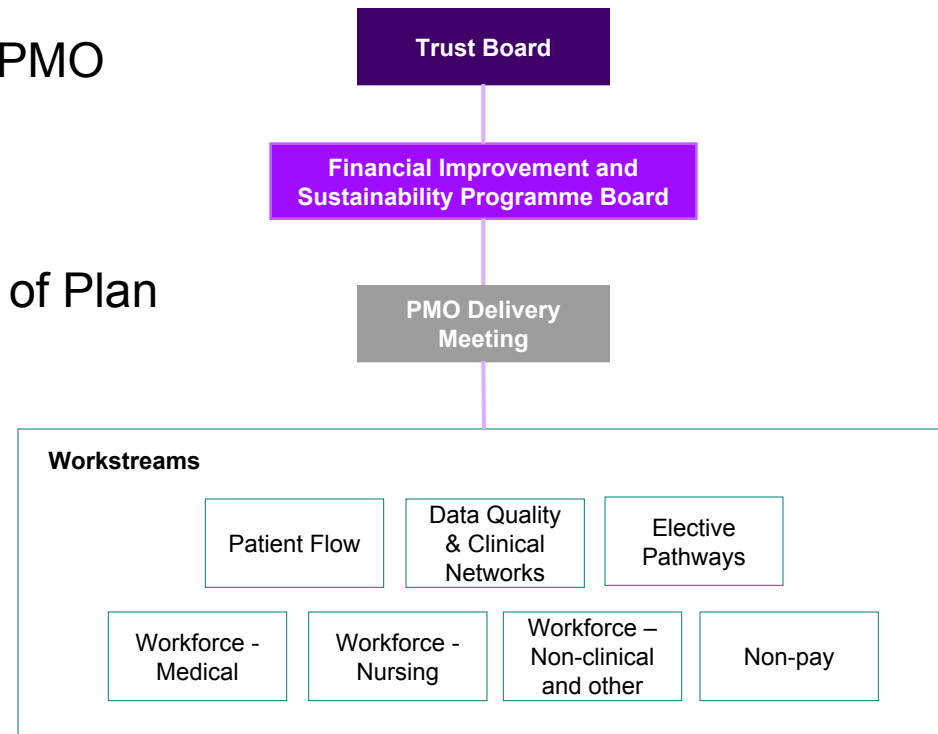 PMO
Trust Board
Financial Improvement and
Sustainability Programme Board
of Plan
PMO Delivery
Meeting
Workstreams
Patient Flow
Data Quality
& Clinical
Networks
Elective
Pathways
Workforce -
Medical
Workforce -
Nursing
Workforce –
Non-clinical
and other
Non-pay